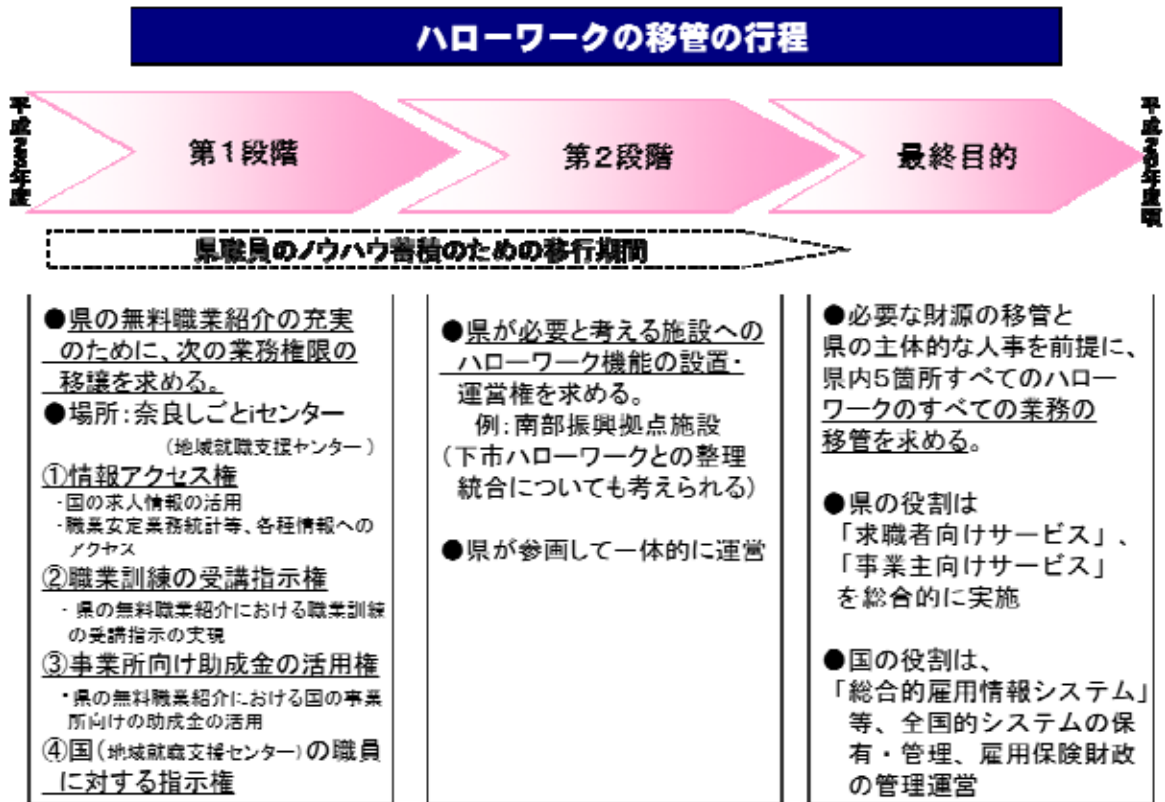 ハローワークの移管の行程
第1段階
第2段階
最終目的
県職員のノウハウ蓄積のための移行期間
●県の無料職業紹介の充実
のために、次の業務権限の
移譲を求める。
●場所:奈良しごとiセンター
(地域就職支援センター)
①情報アクセス権
・国の求人情報の活用
・職業安定業務統計等、各種情報への
アクセス
②職業訓練の受講指示権
・県の無料職業紹介における職業訓練
の受講指示の実現
③事業所向け助成金の活用権
・県の無料職業紹介における国の事業
所向けの助成金の活用
④国(地域就職支援センター)の職員
に対する指示権
●県が必要と考える施設への
ハローワーク機能の設置・
運営権を求める。
例:南部振興拠点施設
(下市ハローワークとの整理
統合についても考えられる)
●県が参画して一体的に運営
●必要な財源の移管と
県の主体的な人事を前提に、
県内5箇所すべてのハロー
ワークのすべての業務の
移管を求める。
●県の役割は
「求職者向けサービス」、
「事業主向けサービス」
を総合的に実施
●国の役割は、
「総合的雇用情報システム」
等、全国的システムの保
有・管理、雇用保険財政
の管理運営